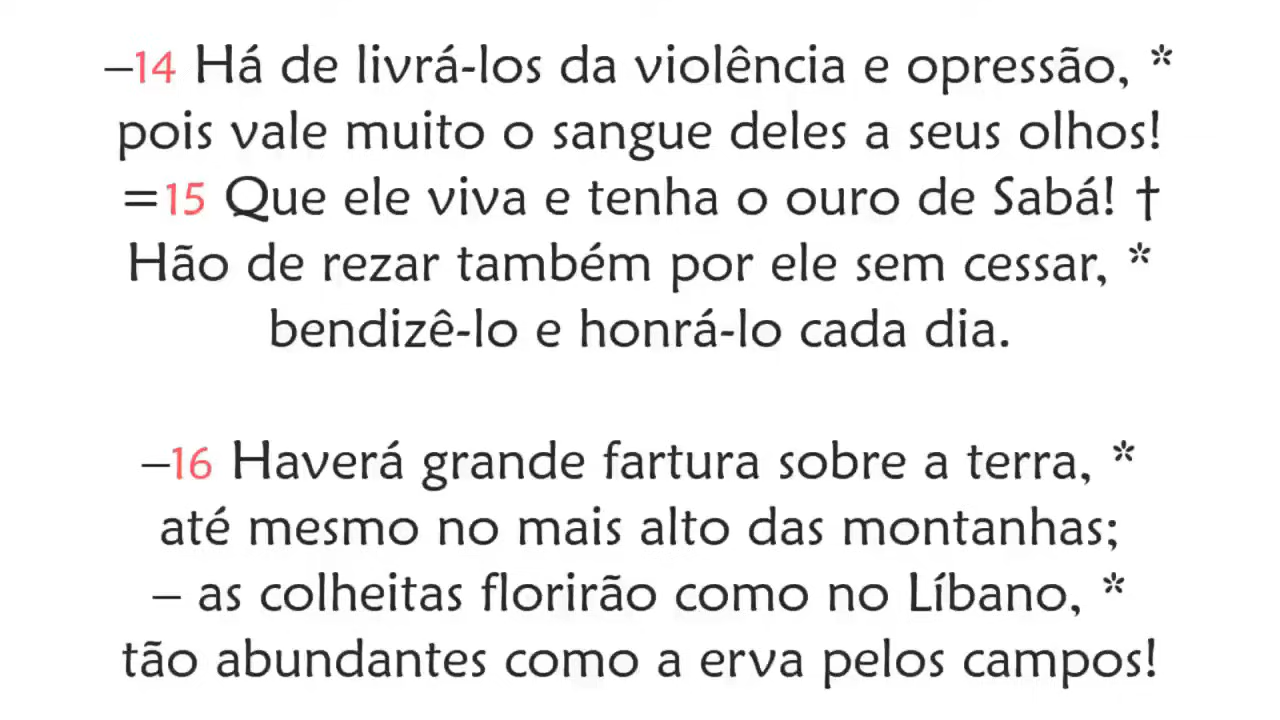 –14 Há de livrá-los da violência e opressão, *
pois vale muito o sangue deles a seus olhos!
=15 Que ele viva e tenha o ouro de Sabá! †
Hão de rezar também por ele sem cessar, *
bendizê-lo e honrá-lo cada dia.
–16 Haverá grande fartura sobre a terra, *
até mesmo no mais alto das montanhas;
– as colheitas florirão como no Líbano, *
tão abundantes como a erva pelos campos!